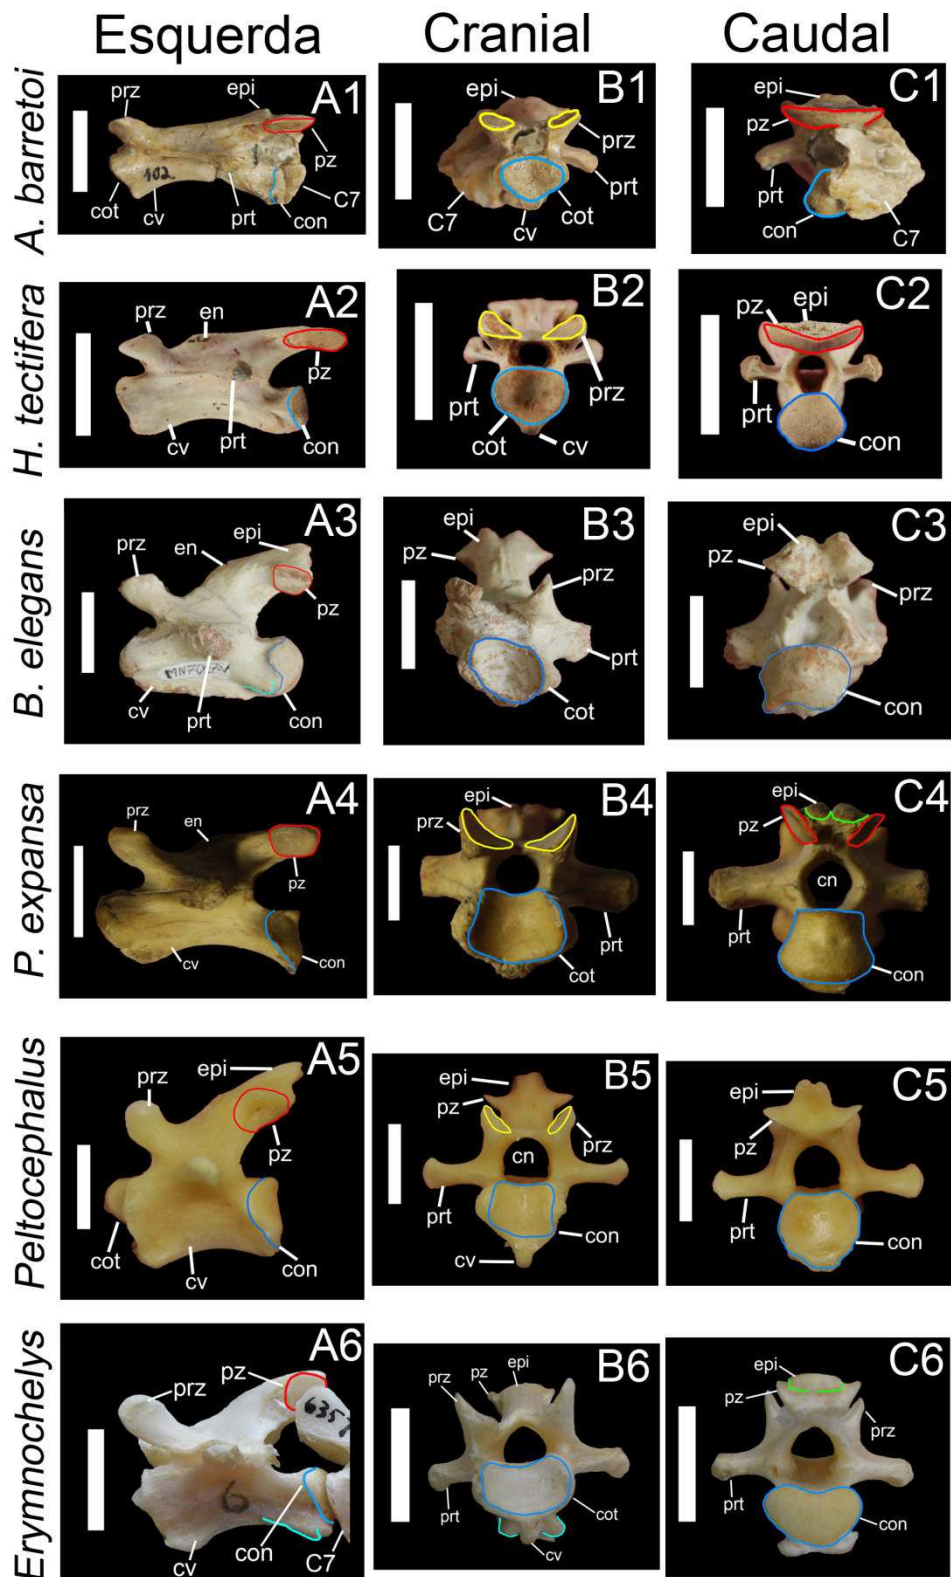 Esquerda Cranial Caudal
A. barretoi
A1
prz
epi
pz
102
cot
cv
prt
con
C7
B1
epi
prz
prt
C7
cv
cot
C1
epi
pz
prt
con
C7
H. tectifera
A2
prz
en
pz
cv
prt
con
B2
prt
prz
cot
cv
C2
pz
epi
prt
con
B. elegans
A3
prz
en
epi
pz
cv
prt
con
B3
epi
pz
prz
prt
cot
C3
epi
pz
prz
con
P. expansa
A4
prz
en
pz
cv
con
B4
epi
prz
prt
cot
C4
epi
pz
cn
prt
con
Peltocephalus
A5
epi
prz
pz
cot
cv
con
B5
epi
pz
prz
cn
prt
con
cv
C5
epi
pz
prt
con
Erymnochelys
A6
pz
prz
635
6
cv
con
C7
B6
prz
pz
epi
prt
cot
cv
C6
epi
pz
prz
prt
con